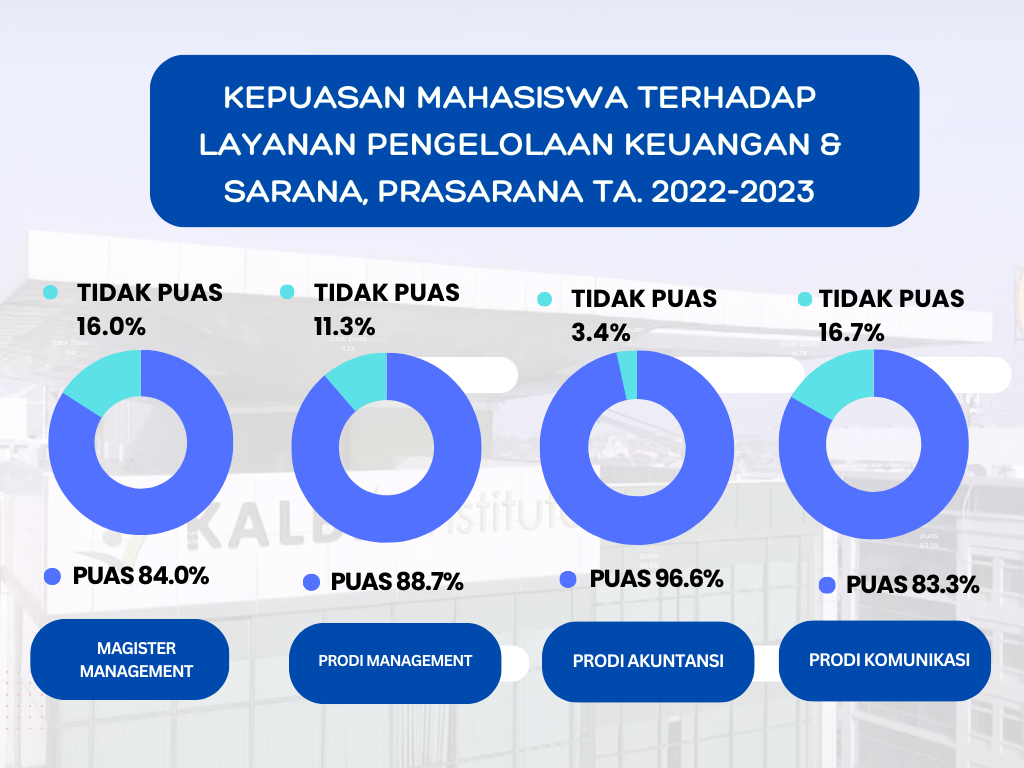 KEPUASAN MAHASISWA TERHADAP
LAYANAN PENGELOLAAN KEUANGAN &
SARANA, PRASARANA TA. 2022-2023
TIDAK PUAS
16.0%
TIDAK PUAS
11.3%
TIDAK PUAS
3.4%
TIDAK PUAS
16.7%
KALB
institute
PUAS 84.0%
PUAS 88.7%
PUAS 96.6%
PUAS 83.3%
MAGISTER
MANAGEMENT
PRODI MANAGEMENT
PRODI AKUNTANSI
PRODI KOMUNIKASI